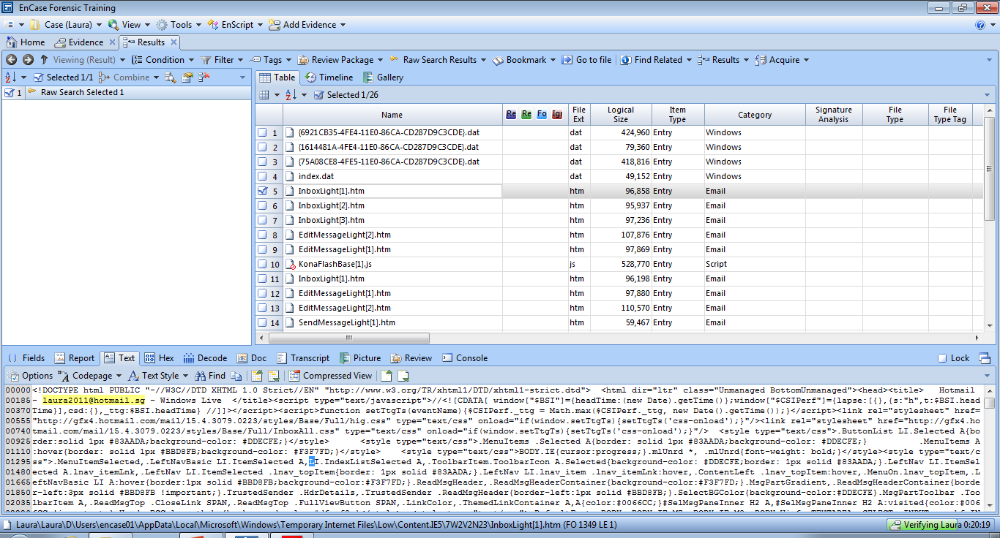 EnCase Forensic Training
Case (Laura) View Tools EnScript Add Evidence
Home Evidence Results
Viewing (Result) Condition Filter Tags Review Package Raw Search Results Bookmark Go to file Find Related Results Acquire
Selected 1/1 Combine
1 Raw Search Selected 1
Table Timeline Gallery
Selected 1/26
Name Re Re Fo Ign File Ext Logical Size Item Type Category Signature Analysis File Type File Type Tag
1 {6921CB35-4FE4-11E0-86CA-CD287D9C3CDE}.dat dat 424,960 Entry Windows
2 {1614481A-4FE4-11E0-86CA-CD287D9C3CDE}.dat dat 79,360 Entry Windows
3 {75A08CE8-4FE5-11E0-86CA-CD287D9C3CDE}.dat dat 418,816 Entry Windows
4 index.dat dat 49,152 Entry Windows
5 InboxLight[1].htm htm 96,858 Entry Email
6 InboxLight[2].htm htm 95,937 Entry Email
7 InboxLight[3].htm htm 97,236 Entry Email
8 EditMessageLight[2].htm htm 107,876 Entry Email
9 EditMessageLight[1].htm htm 97,869 Entry Email
10 KonaFlashBase[1].js js 528,770 Entry Script
11 InboxLight[1].htm htm 96,198 Entry Email
12 EditMessageLight[1].htm htm 97,880 Entry Email
13 EditMessageLight[2].htm htm 110,570 Entry Email
14 SendMessageLight[1].htm htm 59,467 Entry Email
Fields Report Text Hex Decode Doc Transcript Picture Review Console Lock
Options Codepage Text Style Find Compressed View
00000<!DOCTYPE html PUBLIC "-//W3C//DTD XHTML 1.0 Strict//EN" "http://www.w3.org/TR/xhtml1/DTD/xhtml1-strict.dtd"> <html dir="ltr" class="Unmanaged BottomUnmanaged"><head><title> Hotmail
00185- laura2011@hotmail.sg - Windows Live </title><script type="text/javascript">//<![CDATA[ window["$BSI"]={headTime:(new Date).getTime()};window["$CSIPerf"]={lapse:[{},{s:"h",t:$BSI.head
00370Time}],csd:{},_ttg:$BSI.headTime} //]]></script><script>function setTtgTs(eventName){$CSIPerf._ttg = Math.max($CSIPerf._ttg, new Date().getTime());}</script><link rel="stylesheet" href=
00555"http://gfx4.hotmail.com/mail/15.4.3079.0223/styles/Base/Full/hig.css" type="text/css" onload="if(window.setTtgTs){setTtgTs('css-onload');}"/><link rel="stylesheet" href="http://gfx4.ho
00740tmail.com/mail/15.4.3079.0223/styles/Base/Full/InboxAll.css" type="text/css" onload="if(window.setTtgTs){setTtgTs('css-onload');}"/> <style type="text/css">.ButtonList LI.Selected A{bo
00925rder:solid 1px #83AADA;background-color: #DDECFE;}</style> <style type="text/css">.MenuItems .Selected A{border: solid 1px #83AADA;background-color: #DDECFE;} .MenuItems A
01110:hover{border: solid 1px #BBD8FB;background-color: #F3F7FD;}</style> <style type="text/css">BODY.IE{cursor:progress;}.mlUnrd *, .mlUnrd{font-weight: bold;}</style><style type="text/c
01295ss">.MenuItemSelected,.LeftNavBasic LI.ItemSelected A,LI.IndexListSelected A,.ToolbarItem.ToolbarIcon A.Selected{background-color: #DDECFE;border:solid 1px #83AADA;}.LeftNav LI.ItemSel
01480ected A.lnav_itemLnk,.LeftNav LI.ItemSelected .lnav_topItem{border: 1px solid #83AADA;}.LeftNav LI.lnav_item .lnav_itemLnk:hover,.ContentLeft .lnav_topItem:hover,.MenuOn.lnav_topItem,.L
01665eftNavBasic LI A:hover{border:1px solid #BBD8FB;background-color:#F3F7FD;}.ReadMsgHeader,.ReadMsgHeaderContainer{background-color:#F3F7FD;}.MsgPartGradient,.ReadMsgHeaderContainer{border
01850-left:3px solid #BBD8FB !important;}.TrustedSender .HdrDetails,.TrustedSender .ReadMsgHeader{border-left:1px solid #BBD8FB;}.SelectBGColor{background-color:#DDECFE}.MsgPartToolbar .Too
02035lbarItem A,.ReadMsgTop .CloseLink SPAN,.ReadMsgTop .FullViewButton SPAN,.LinkColor,.ThemedLinkContainer A,A{color:#0066CC;}#SelMsgPaneInner H2 A,#SelMsgPaneInner H2 A:visited{color:#006
Laura\Laura\D\Users\encase01\AppData\Local\Microsoft\Windows\Temporary Internet Files\Low\Content.IE5\7W2V2N23\InboxLight[1].htm (FO 1349 LE 1) Verifying Laura 0:20:19